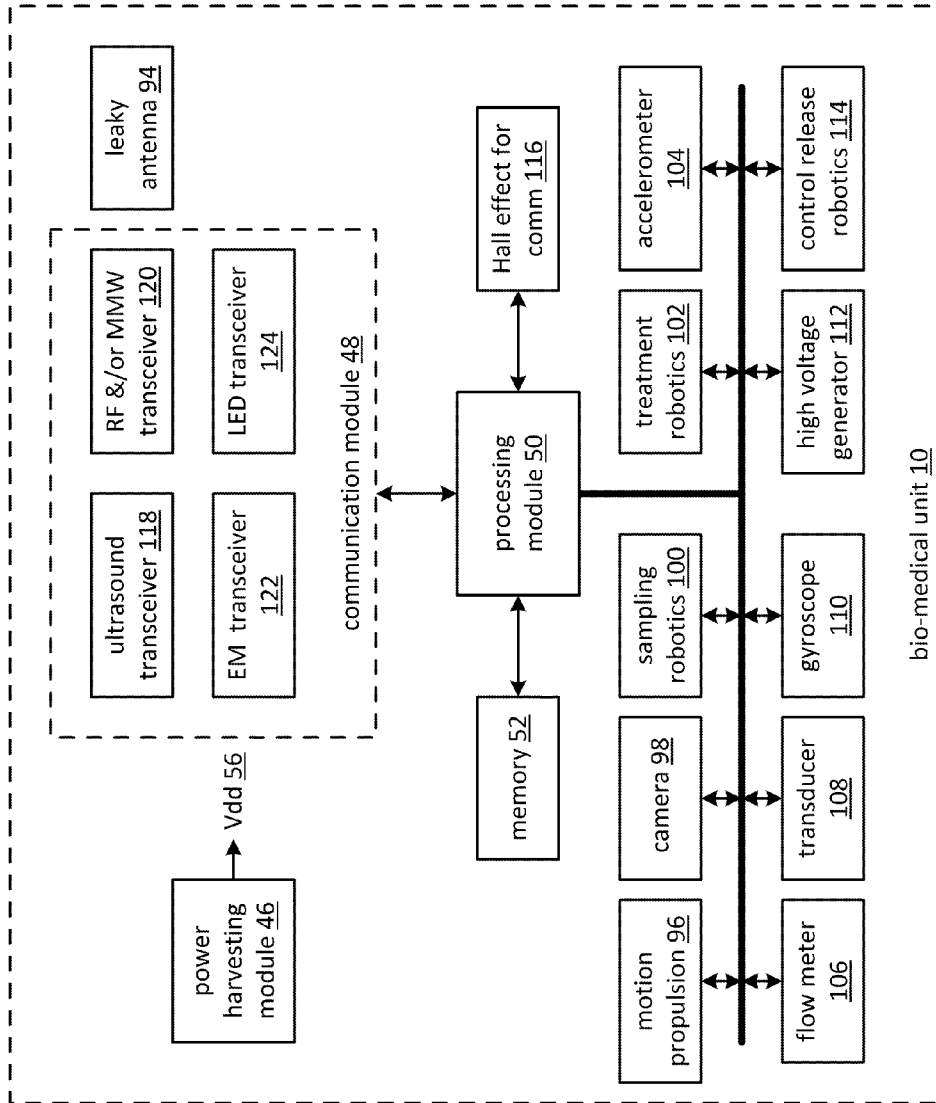 power
harvesting
module 46
Vdd 56
ultrasound
transceiver 118
RF &/or MMW
transceiver 120
EM transceiver
122
LED transceiver
124
communication module 48
leaky
antenna 94
memory 52
processing
module 50
Hall effect for
comm 116
motion
propulsion 96
camera 98
sampling
robotics 100
treatment
robotics 102
accelerometer
104
flow meter
106
transducer
108
gyroscope
110
high voltage
generator 112
control release
robotics 114
bio-medical unit 10